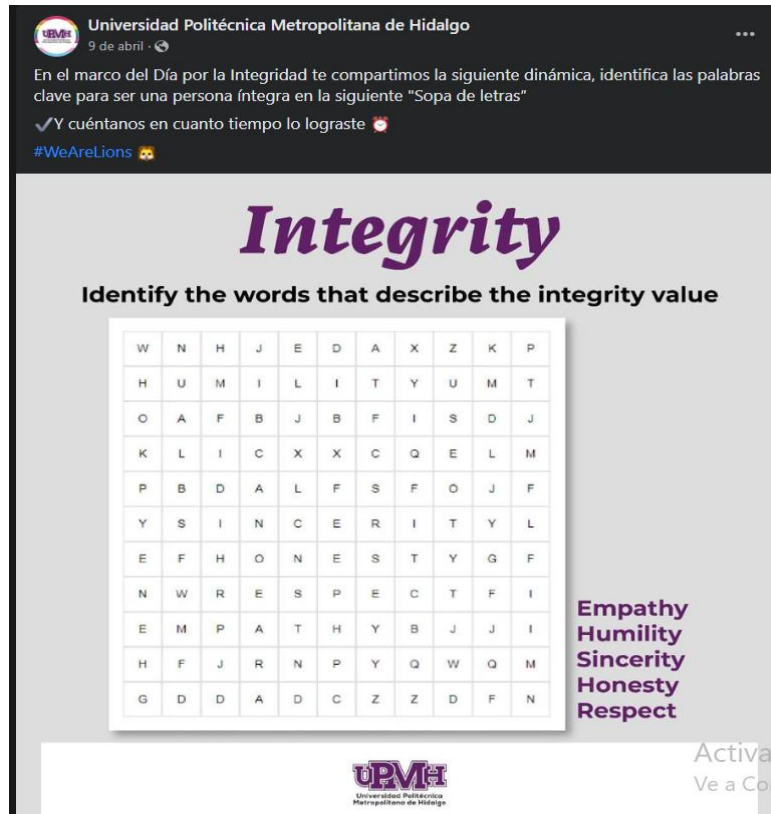 Universidad Politécnica Metropolitana de Hidalgo
9 de abril ·
En el marco del Día por la Integridad te compartimos la siguiente dinámica, identifica las palabras
clave para ser una persona íntegra en la siguiente "Sopa de letras"
✔Y cuéntanos en cuanto tiempo lo lograste ⏰
#WeAreLions 🦁
Integrity
Identify the words that describe the integrity value
W N H J E D A X Z K P
H U M I L I T Y U M T
O A F B J B F I S D J
K L I C X X C Q E L M
P B D A L F S F O J F
Y S I N C E R I T Y L
E F H O N E S T Y G F
N W R E S P E C T F I
E M P A T H Y B J J I
H F J R N P Y Q W Q M
G D D A D C Z Z D F N
Empathy
Humility
Sincerity
Honesty
Respect
UPMH
Universidad Politécnica
Metropolitana de Hidalgo
Activa
Ve a Co